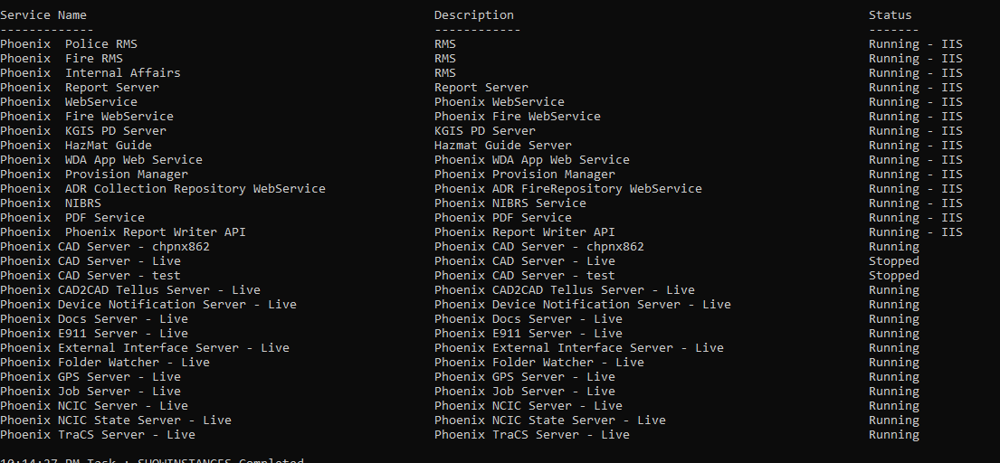 Service Name Description Status
------------- ------------ -------
Phoenix  Police RMS RMS Running - IIS
Phoenix  Fire RMS RMS Running - IIS
Phoenix  Internal Affairs RMS Running - IIS
Phoenix  Report Server Report Server Running - IIS
Phoenix  WebService Phoenix WebService Running - IIS
Phoenix  Fire WebService Phoenix Fire WebService Running - IIS
Phoenix  KGIS PD Server KGIS PD Server Running - IIS
Phoenix  HazMat Guide Hazmat Guide Server Running - IIS
Phoenix  WDA App Web Service Phoenix WDA App Web Service Running - IIS
Phoenix  Provision Manager Phoenix Provision Manager Running - IIS
Phoenix  ADR Collection Repository WebService Phoenix ADR FireRepository WebService Running - IIS
Phoenix  NIBRS Phoenix NIBRS Service Running - IIS
Phoenix  PDF Service Phoenix PDF Service Running - IIS
Phoenix  Phoenix Report Writer API Phoenix Report Writer API Running - IIS
Phoenix CAD Server - chpnx862 Phoenix CAD Server - chpnx862 Running
Phoenix CAD Server - Live Phoenix CAD Server - Live Stopped
Phoenix CAD Server - test Phoenix CAD Server - test Stopped
Phoenix CAD2CAD Tellus Server - Live Phoenix CAD2CAD Tellus Server - Live Running
Phoenix Device Notification Server - Live Phoenix Device Notification Server - Live Running
Phoenix Docs Server - Live Phoenix Docs Server - Live Running
Phoenix E911 Server - Live Phoenix E911 Server - Live Running
Phoenix External Interface Server - Live Phoenix External Interface Server - Live Running
Phoenix Folder Watcher - Live Phoenix Folder Watcher - Live Running
Phoenix GPS Server - Live Phoenix GPS Server - Live Running
Phoenix Job Server - Live Phoenix Job Server - Live Running
Phoenix NCIC Server - Live Phoenix NCIC Server - Live Running
Phoenix NCIC State Server - Live Phoenix NCIC State Server - Live Running
Phoenix TraCS Server - Live Phoenix TraCS Server - Live Running
10:14:27 PM Task : SHOWINSTANCES Completed